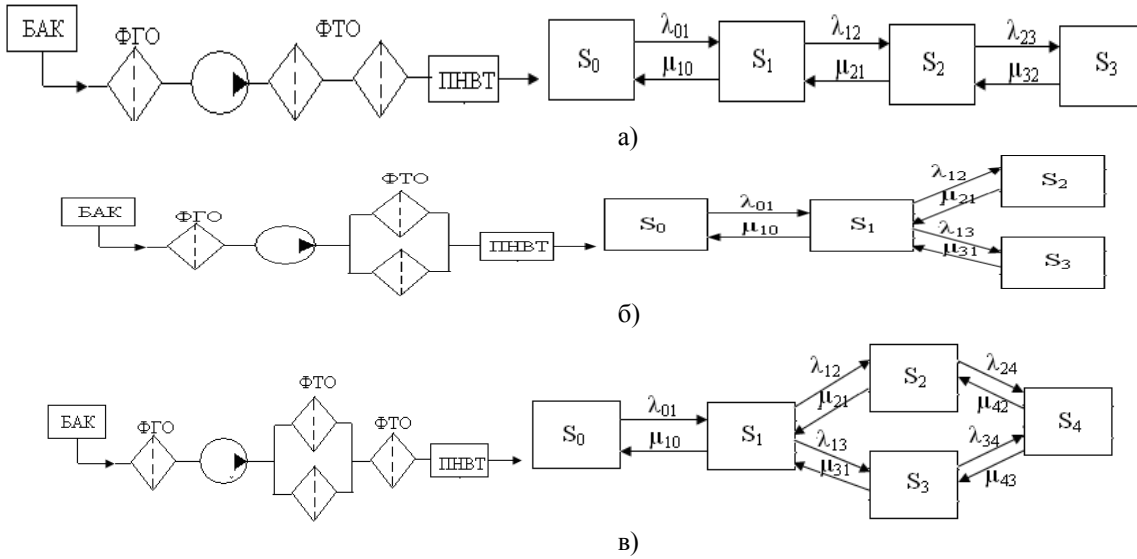 БАК
ФГО
ФТО
ПНВТ
S₀ λ₀₁ μ₁₀ S₁ λ₁₂ μ₂₁ S₂ λ₂₃ μ₃₂ S₃
а)
БАК
ФГО
ФТО
ПНВТ
S₀ λ₀₁ μ₁₀ S₁ λ₁₂ μ₂₁ S₂
λ₁₃ μ₃₁ S₃
б)
БАК
ФГО
ФТО
ФТО
ПНВТ
S₀ λ₀₁ μ₁₀ S₁ λ₁₂ μ₂₁ S₂ λ₂₄ μ₄₂ S₄
λ₁₃ μ₃₁ S₃ λ₃₄ μ₄₃
в)